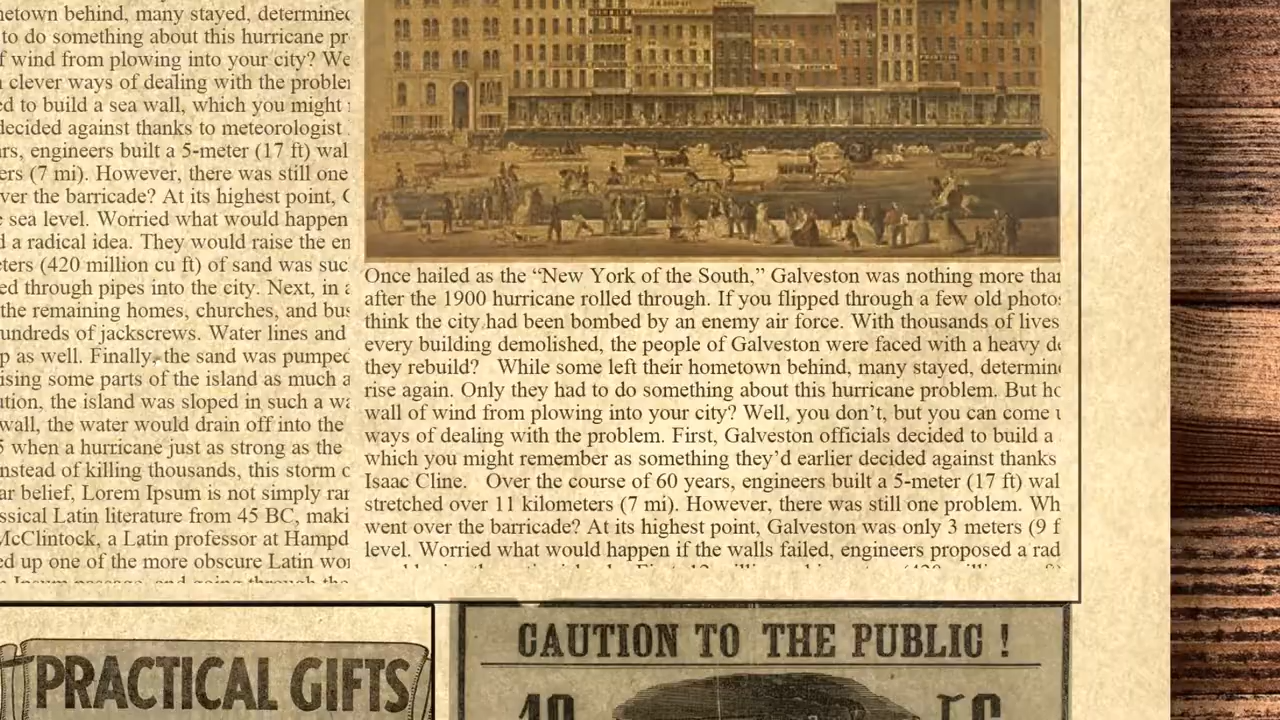 netown behind, many stayed, determined
to do something about this hurricane pr
f wind from plowing into your city? We
clever ways of dealing with the probler
ed to build a sea wall, which you might
decided against thanks to meteorologist
rs, engineers built a 5-meter (17 ft) wal
ers (7 mi). However, there was still one
ver the barricade? At its highest point, G
e sea level. Worried what would happen
d a radical idea. They would raise the en
ters (420 million cu ft) of sand was suc
ed through pipes into the city. Next, in a
the remaining homes, churches, and bus
undreds of jackscrews. Water lines and
p as well. Finally, the sand was pumped
ising some parts of the island as much a
ution, the island was sloped in such a wa
wall, the water would drain off into the
5 when a hurricane just as strong as the
nstead of killing thousands, this storm c
ar belief, Lorem Ipsum is not simply ran
ssical Latin literature from 45 BC, maki
McClintock, a Latin professor at Hampd
ed up one of the more obscure Latin wor
Ipsum passage, and going through the
Once hailed as the “New York of the South,” Galveston was nothing more than
after the 1900 hurricane rolled through. If you flipped through a few old photos
think the city had been bombed by an enemy air force. With thousands of lives
every building demolished, the people of Galveston were faced with a heavy de
they rebuild? While some left their hometown behind, many stayed, determine
rise again. Only they had to do something about this hurricane problem. But ho
wall of wind from plowing into your city? Well, you don’t, but you can come u
ways of dealing with the problem. First, Galveston officials decided to build a
which you might remember as something they’d earlier decided against thanks
Isaac Cline. Over the course of 60 years, engineers built a 5-meter (17 ft) wal
stretched over 11 kilometers (7 mi). However, there was still one problem. Wh
went over the barricade? At its highest point, Galveston was only 3 meters (9 f
level. Worried what would happen if the walls failed, engineers proposed a rad
PRACTICAL GIFTS
CAUTION TO THE PUBLIC !